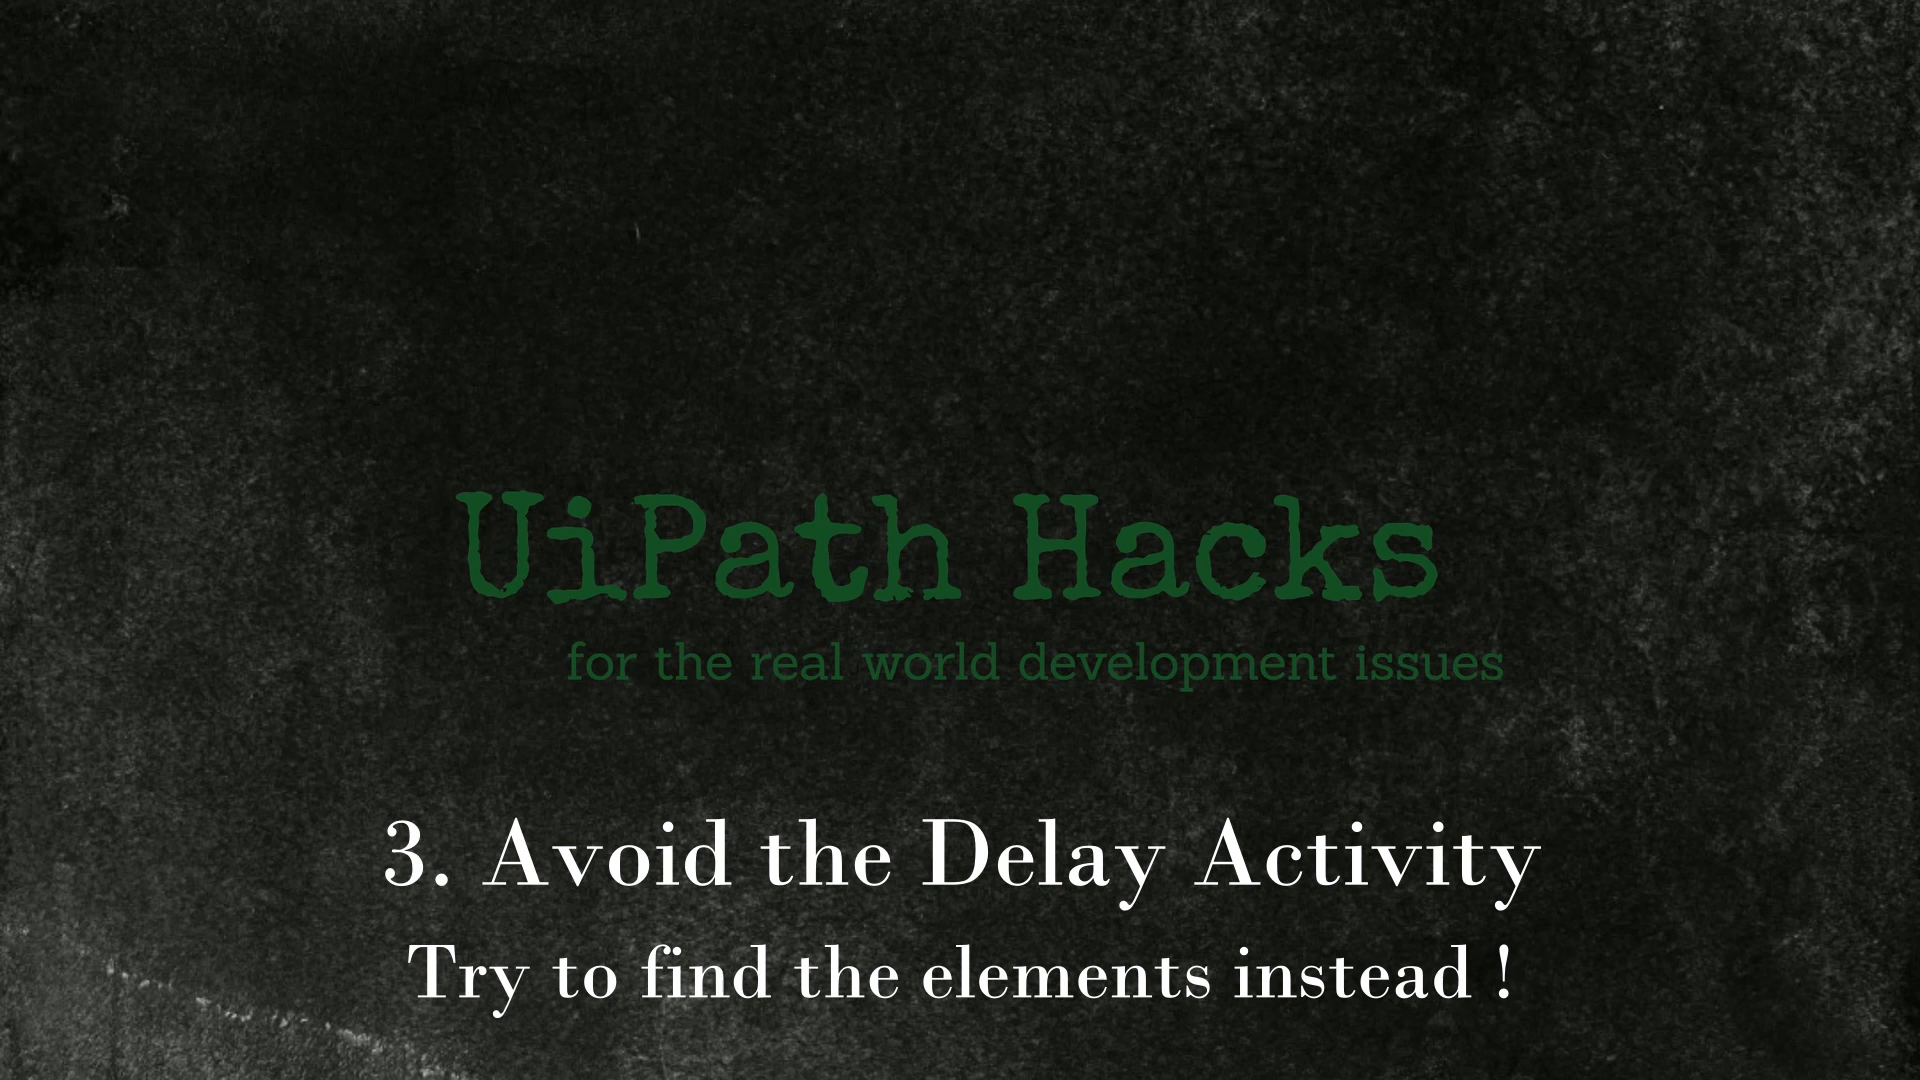 UiPath Hacks
for the real world development issues
3. Avoid the Delay Activity
Try to find the elements instead !